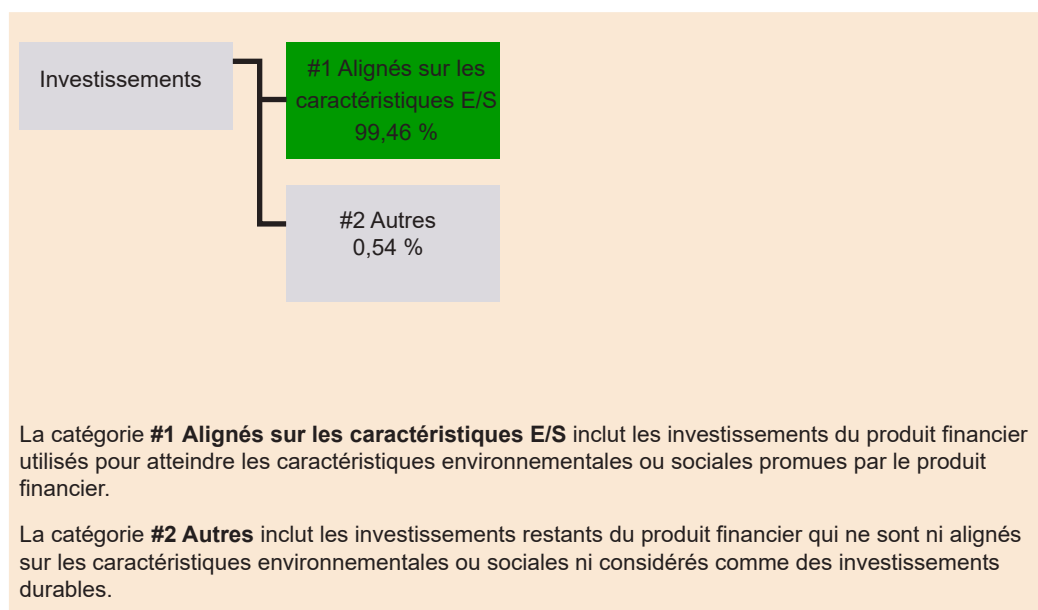 Investissements
#1 Alignés sur les
caractéristiques E/S
99,46 %
#2 Autres
0,54 %
La catégorie #1 Alignés sur les caractéristiques E/S inclut les investissements du produit financier
utilisés pour atteindre les caractéristiques environnementales ou sociales promues par le produit
financier.
La catégorie #2 Autres inclut les investissements restants du produit financier qui ne sont ni alignés
sur les caractéristiques environnementales ou sociales ni considérés comme des investissements
durables.